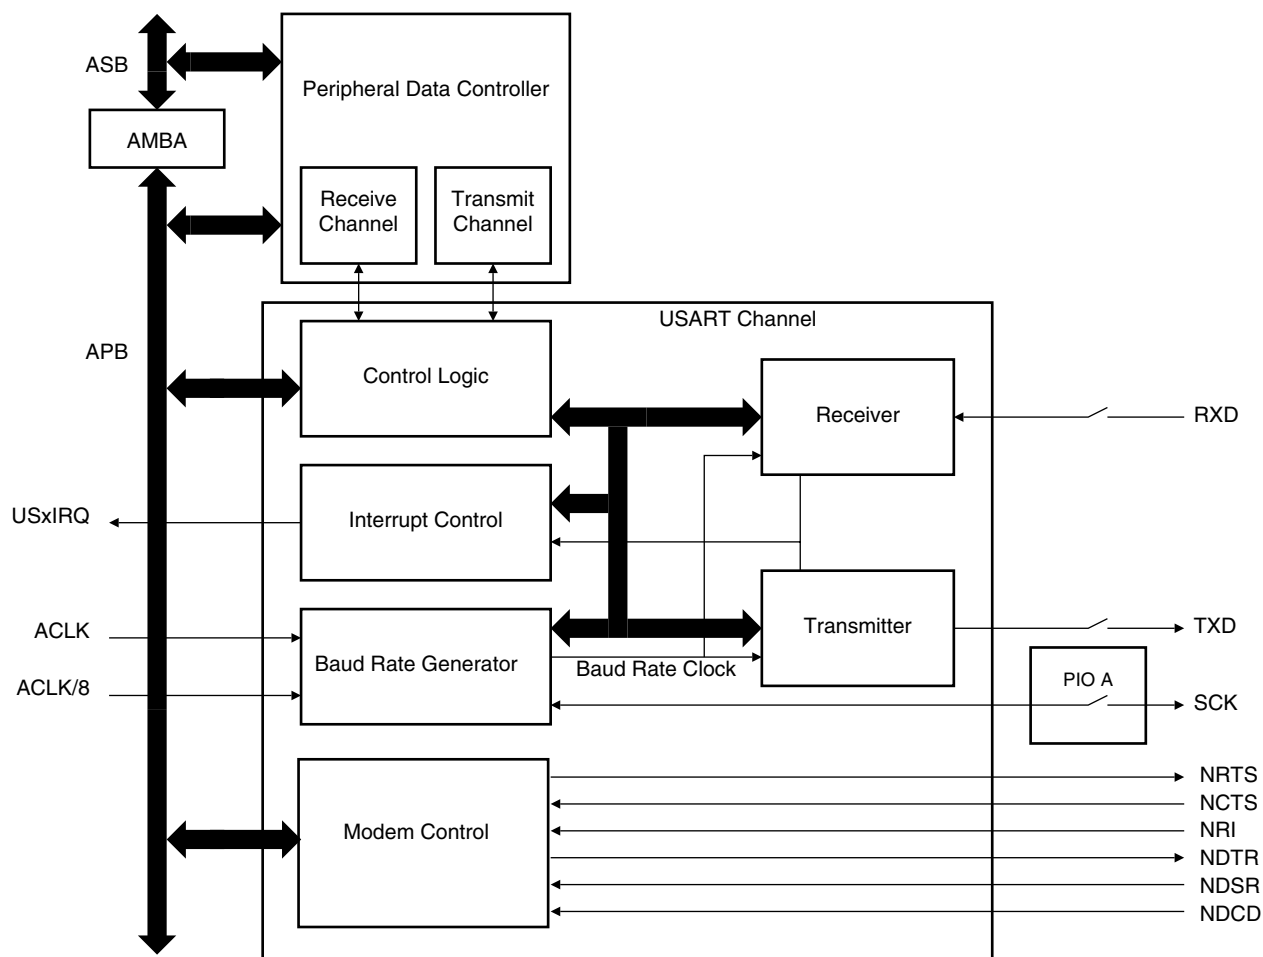 ASB
Peripheral Data Controller
AMBA
Receive
Channel
Transmit
Channel
USART Channel
APB
Control Logic
Receiver
RXD
USxIRQ
Interrupt Control
ACLK
Baud Rate Generator
Transmitter
TXD
Baud Rate Clock
ACLK/8
PIO A
SCK
Modem Control
NRTS
NCTS
NRI
NDTR
NDSR
NDCD